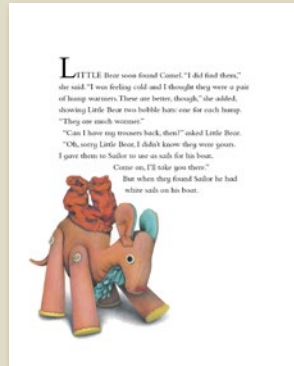 LITTLE Bear soon found Camel. "I did find them,"
she said. "I was feeling cold and I thought they were a pair
of hump warmers. These are better, though," she added,
showing Little Bear two bobble hats: one for each hump.
"They are much warmer."
"Can I have my trousers back, then?" asked Little Bear.
"Oh, sorry Little Bear, I didn't know they were yours.
I gave them to Sailor to use as sails for his boat.
Come on, I'll take you there."
But when they found Sailor he had
white sails on his boat.